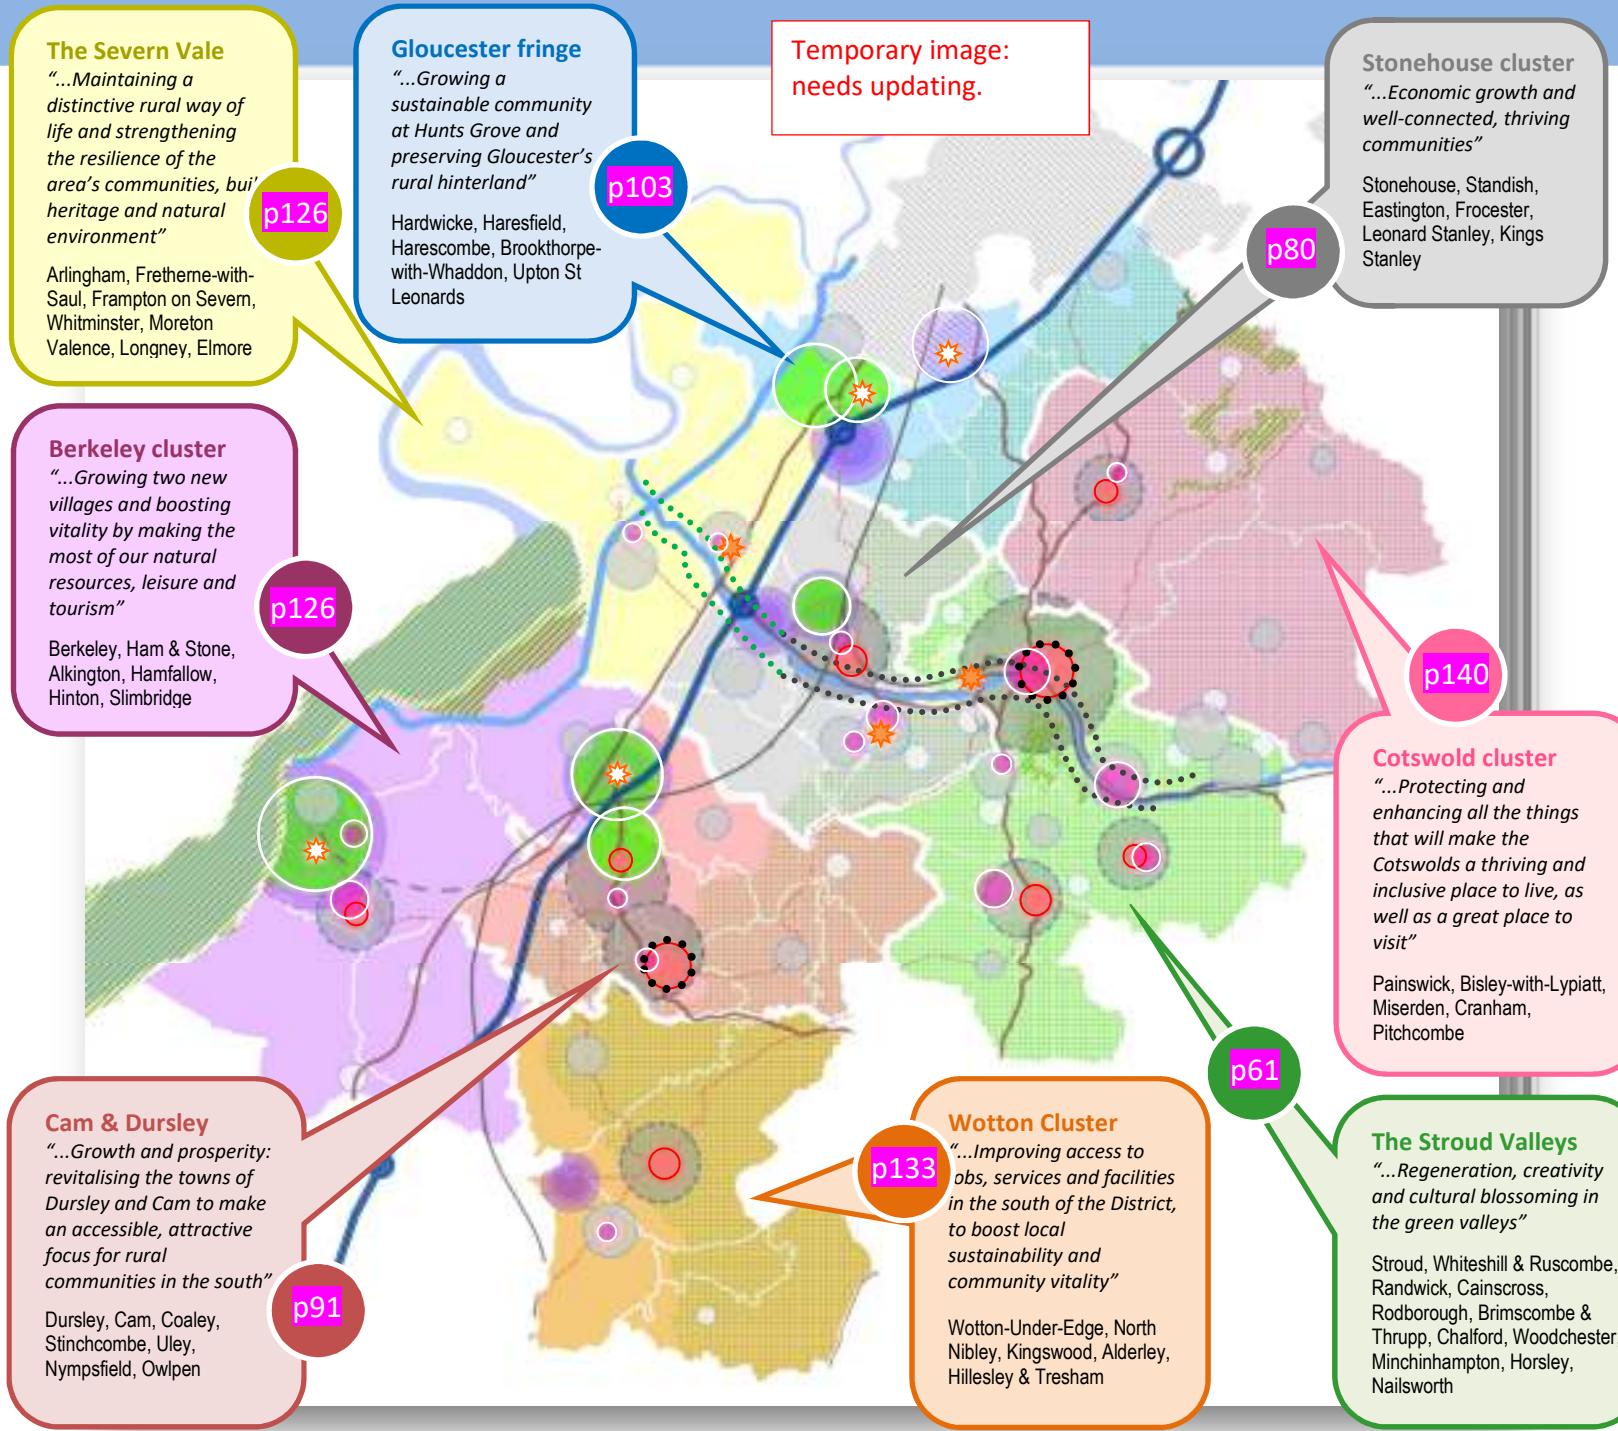 The Severn Vale
“...Maintaining a
distinctive rural way of
life and strengthening
the resilience of the
area’s communities,
heritage and natural
environment”
Arlingham, Fretherne-with-
Saul, Frampton on Severn,
Whitminster, Moreton
Valence, Longney, Elmore
p126
Gloucester fringe
“...Growing a
sustainable community
at Hunts Grove and
preserving Gloucester’s
rural hinterland”
Hardwicke, Haresfield,
Harescombe, Brookthorpe-
with-Whaddon, Upton St
Leonards
p103
Temporary image:
needs updating.
Stonehouse cluster
“...Economic growth and
well-connected, thriving
communities”
Stonehouse, Standish,
Eastington, Frocester,
Leonard Stanley, Kings
Stanley
p80
Berkeley cluster
“...Growing two new
villages and boosting
vitality by making the
most of our natural
resources, leisure and
tourism”
Berkeley, Ham & Stone,
Alkington, Hamfallow,
Hinton, Slimbridge
p126
p140
Cotswold cluster
“...Protecting and
enhancing all the things
that will make the
Cotswolds a thriving and
inclusive place to live, as
well as a great place to
visit”
Painswick, Bisley-with-Lypiatt,
Miserden, Cranham,
Pitchcombe
Cam & Dursley
“...Growth and prosperity:
revitalising the towns of
Dursley and Cam to make
an accessible, attractive
focus for rural
communities in the south”
Dursley, Cam, Coaley,
Stinchcombe, Uley,
Nympsfield, Owlpen
p91
Wotton Cluster
“...Improving access to
jobs, services and facilities
in the south of the District,
to boost local
sustainability and
community vitality”
Wotton-Under-Edge, North
Nibley, Kingswood, Alderley,
Hillesley & Tresham
p133
p61
The Stroud Valleys
“...Regeneration, creativity
and cultural blossoming in
the green valleys”
Stroud, Whiteshill & Ruscombe,
Randwick, Cainscross,
Rodborough, Brimscombe &
Thrupp, Chalford, Woodchester,
Minchinhampton, Horsley,
Nailsworth